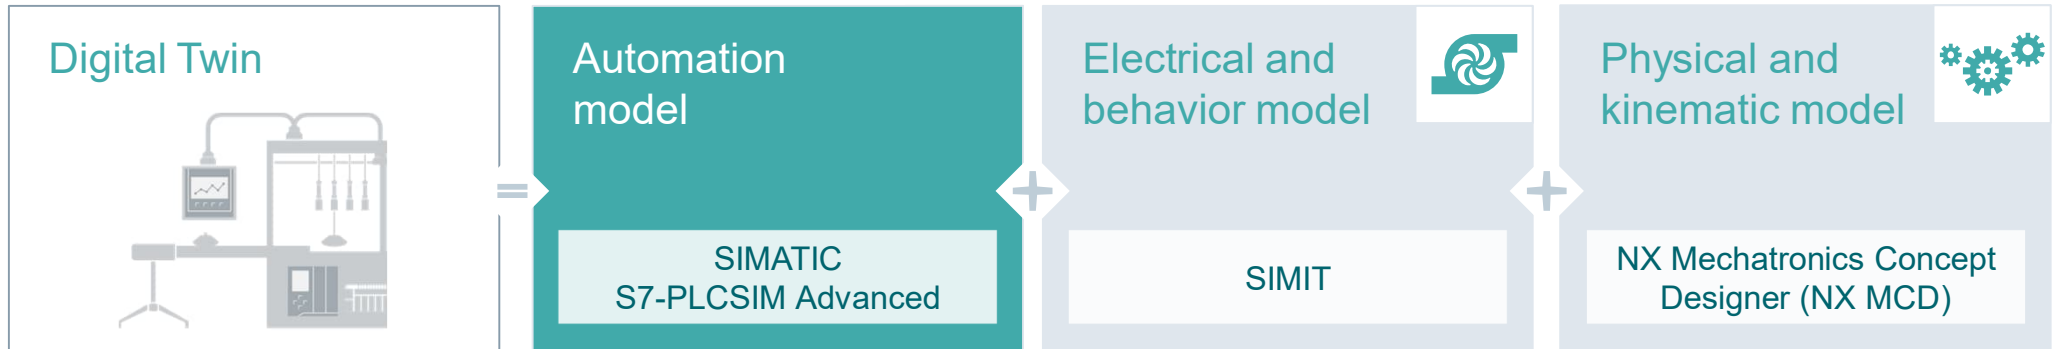 Digital Twin
=
Automation
model
SIMATIC
S7-PLCSIM Advanced
+
Electrical and
behavior model
SIMIT
+
Physical and
kinematic model
NX Mechatronics Concept
Designer (NX MCD)